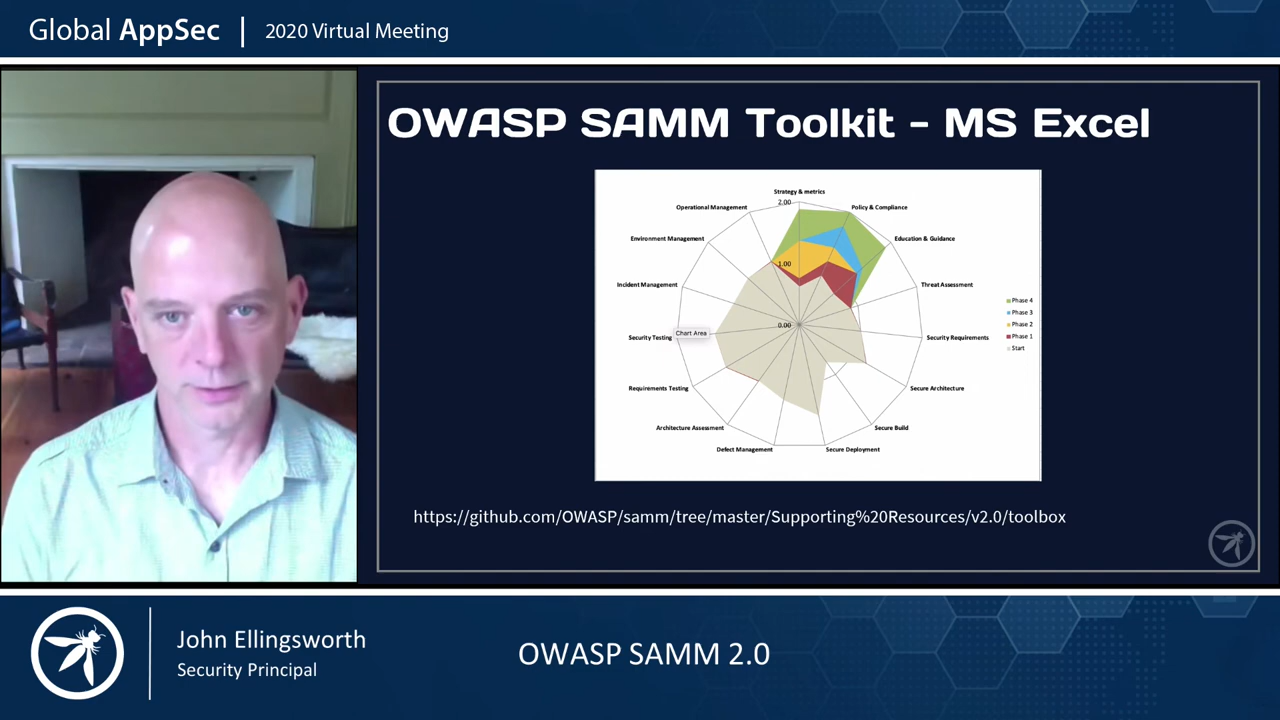 Global AppSec | 2020 Virtual Meeting
OWASP SAMM Toolkit - MS Excel
Strategy & metrics
2.00
Operational Management
Policy & Compliance
Environment Management
Education & Guidance
1.00
Incident Management
Threat Assessment
Phase 4
Phase 3
Phase 2
Phase 1
Start
0.00
Chart Area
Security Testing
Security Requirements
Requirements Testing
Secure Architecture
Architecture Assessment
Secure Build
Defect Management
Secure Deployment
https://github.com/OWASP/samm/tree/master/Supporting%20Resources/v2.0/toolbox
John Ellingsworth
Security Principal
OWASP SAMM 2.0